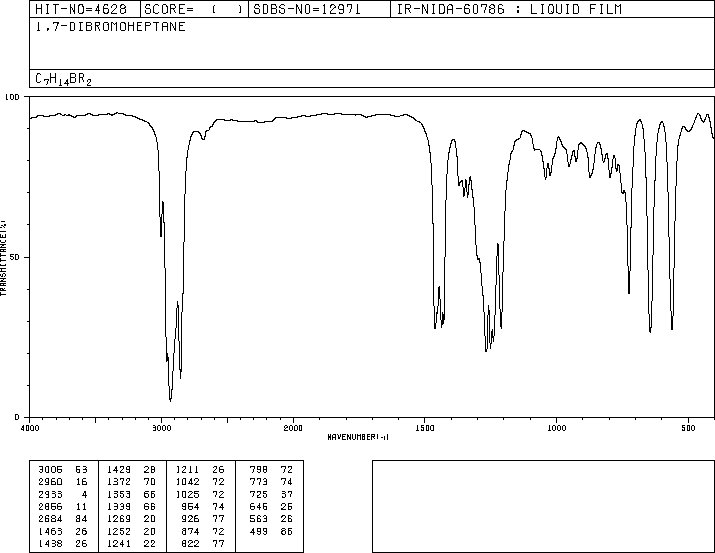 HIT-NO=4628 SCORE= ( ) SDBS-NO=12971 IR-NIDA-60786 : LIQUID FILM
1,7-DIBROMOHEPTANE
C7H14BR2
100
50
0
TRANSMITTANCE(%)
4000 3000 2000 1500 1000 500
WAVENUMBER(-1)
3006 63 1429 28 1211 26 798 72
2960 16 1372 70 1042 72 773 74
2933 4 1353 66 1025 72 725 37
2856 11 1339 66 954 74 646 26
2684 84 1269 20 926 77 563 26
1463 26 1252 20 874 72 499 86
1438 26 1241 22 822 77